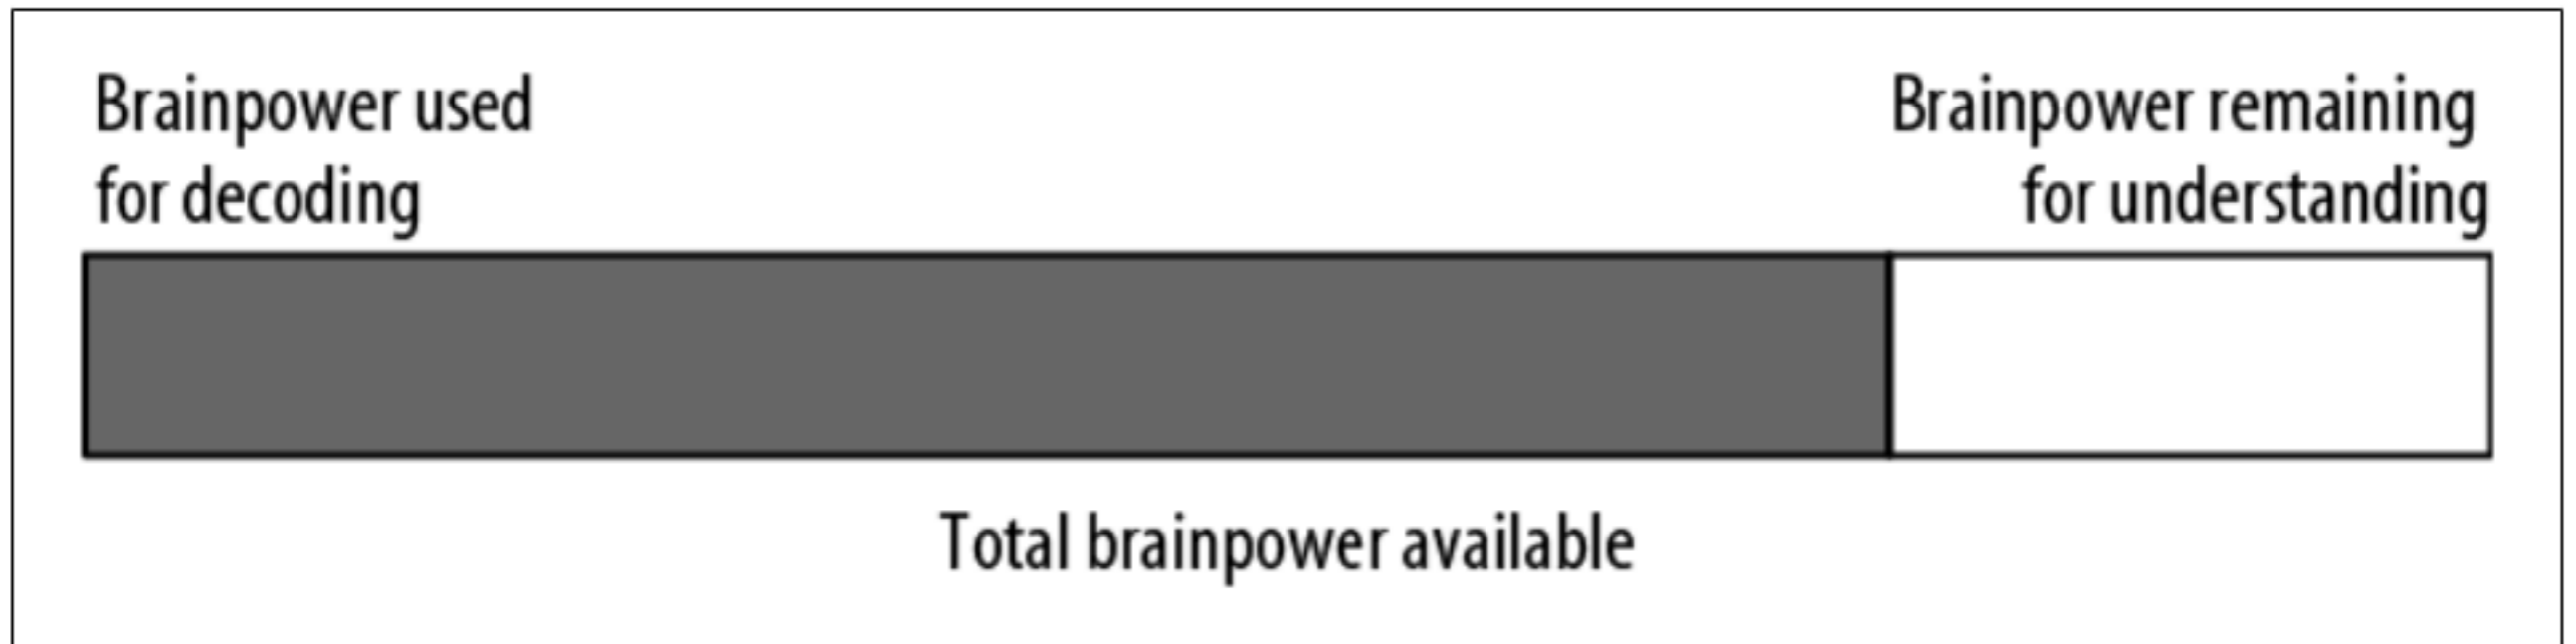 Brainpower used
for decoding
Brainpower remaining
for understanding
Total brainpower available